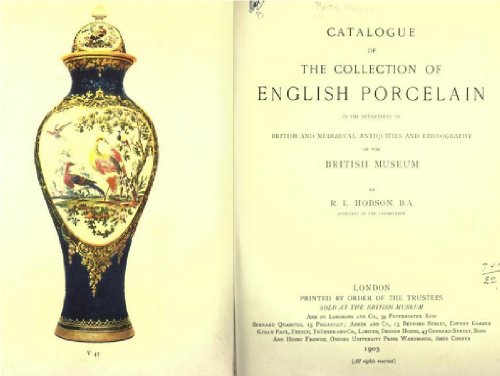 V 47
CATALOGUE
OF
THE COLLECTION OF
ENGLISH PORCELAIN
IN THE DEPARTMENT OF
BRITISH AND MEDIÆVAL ANTIQUITIES AND ETHNOGRAPHY
OF THE
BRITISH MUSEUM
BY
R. L. HOBSON, B.A.
ASSISTANT IN THE DEPARTMENT
LONDON
PRINTED BY ORDER OF THE TRUSTEES
SOLD AT THE BRITISH MUSEUM
AND BY LONGMANS AND CO., 39 PATERNOSTER ROW
BERNARD QUARITCH, 15 PICCADILLY; ASHER AND CO., 13 BEDFORD STREET, COVENT GARDEN
KEGAN PAUL, TRENCH, TRÜBNER AND CO., LIMITED, DRYDEN HOUSE, 43 GERRARD STREET, SOHO
AND HENRY FROWDE, OXFORD UNIVERSITY PRESS WAREHOUSE, AMEN CORNER
1905
[All rights reserved]